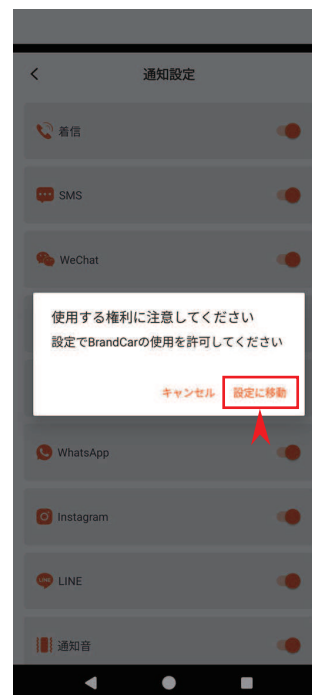 通知設定
着信
SMS
WeChat
使用する権利に注意してください
設定でBrandCarの使用を許可してください
キャンセル 設定に移動
WhatsApp
Instagram
LINE
通知音